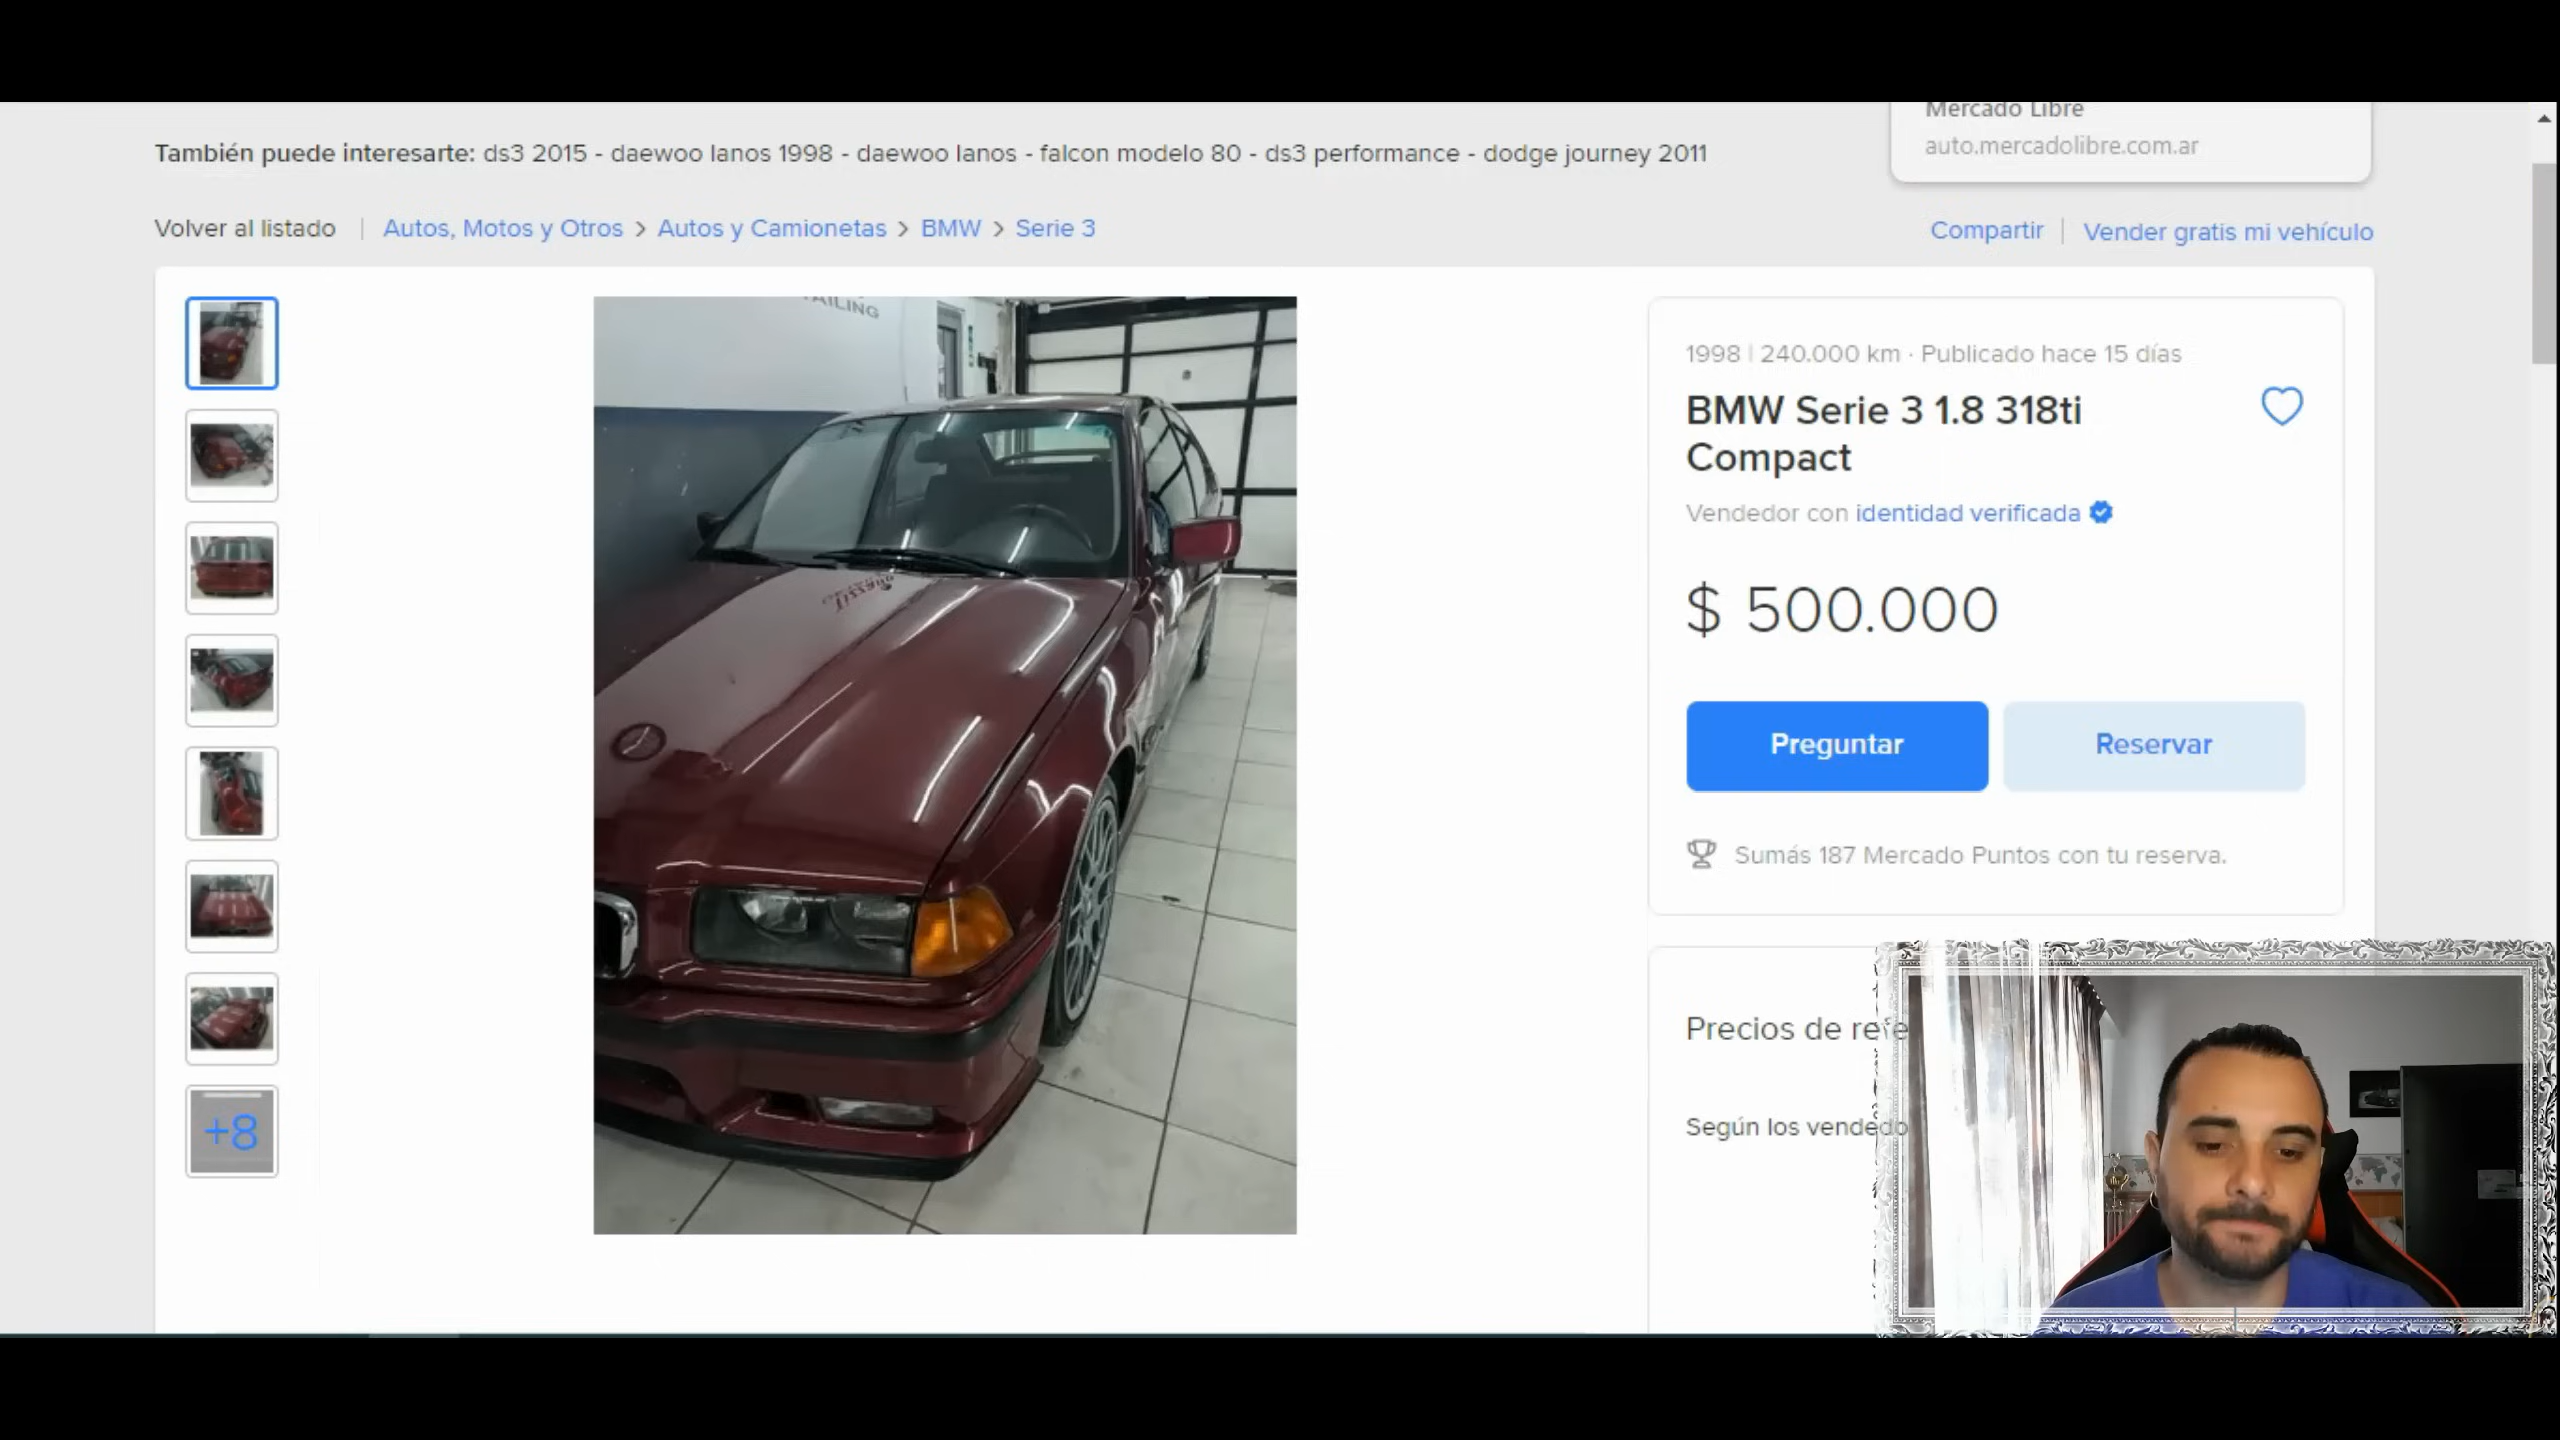 Mercado Libre
auto.mercadolibre.com.ar
También puede interesarte: ds3 2015 - daewoo lanos 1998 - daewoo lanos - falcon modelo 80 - ds3 performance - dodge journey 2011
Volver al listado | Autos, Motos y Otros > Autos y Camionetas > BMW > Serie 3
Compartir | Vender gratis mi vehículo
AILING
1998 | 240.000 km · Publicado hace 15 días
BMW Serie 3 1.8 318ti
Compact
Vendedor con identidad verificada
$ 500.000
Preguntar
Reservar
Sumás 187 Mercado Puntos con tu reserva.
+8
Precios de refe
Según los vendedo